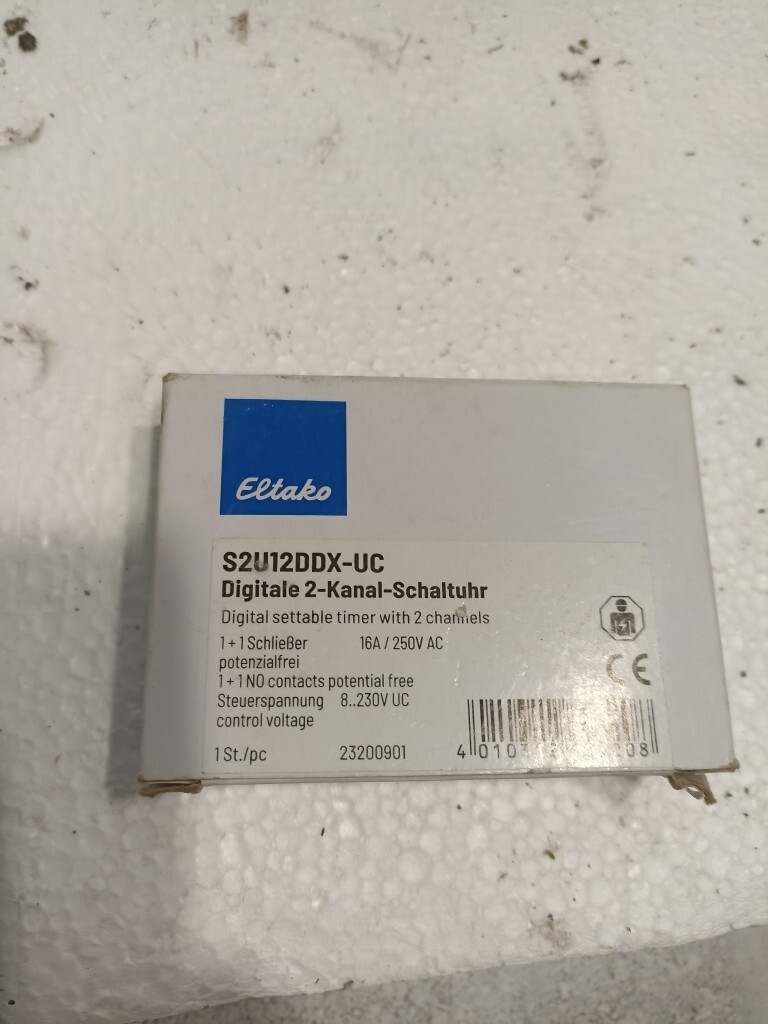 Eltako
S2U12DDX-UC
Digitale 2-Kanal-Schaltuhr
Digital settable timer with 2 channels
1 + 1 Schließer 16A / 250V AC
potenzialfrei
1 + 1 NO contacts potential free
Steuerspannung 8..230V UC
control voltage
1 St./pc 23200901
CE